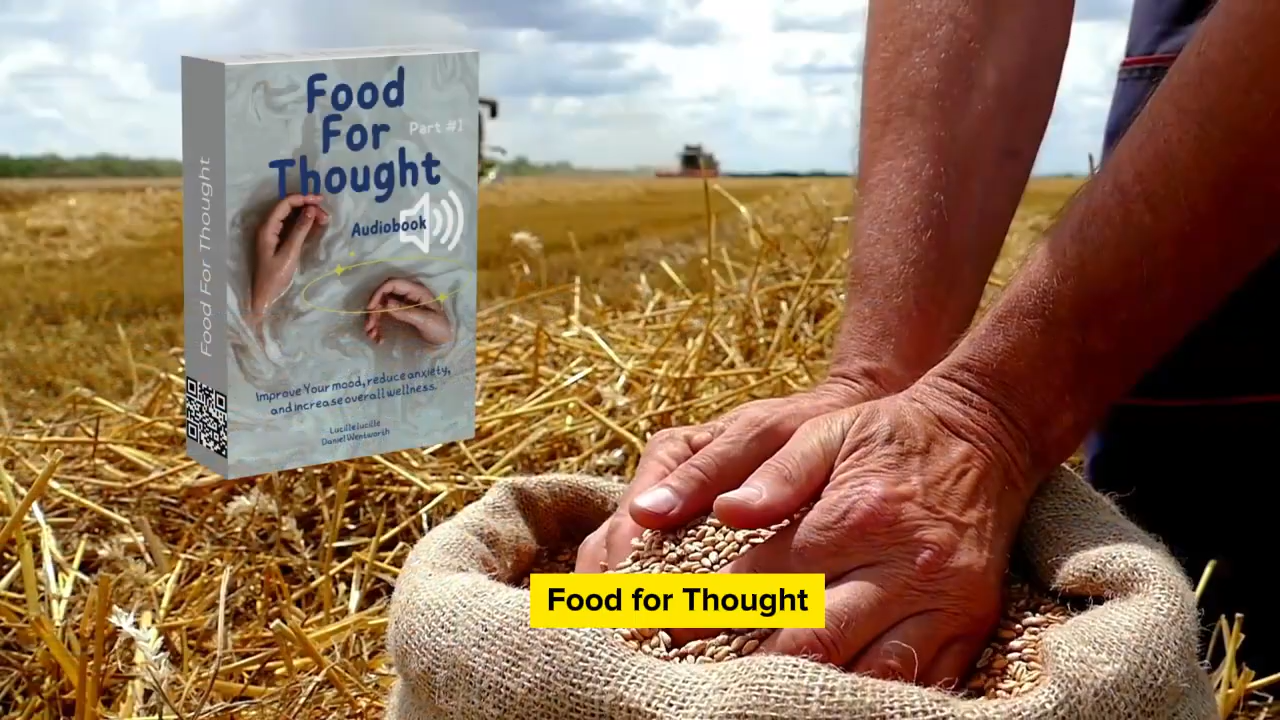 Food
For
Thought
Part #1
Audiobook
Improve Your mood, reduce anxiety,
and increase overall wellness.
Lucille lucille
Daniel Wentworth
Food For Thought
Food for Thought